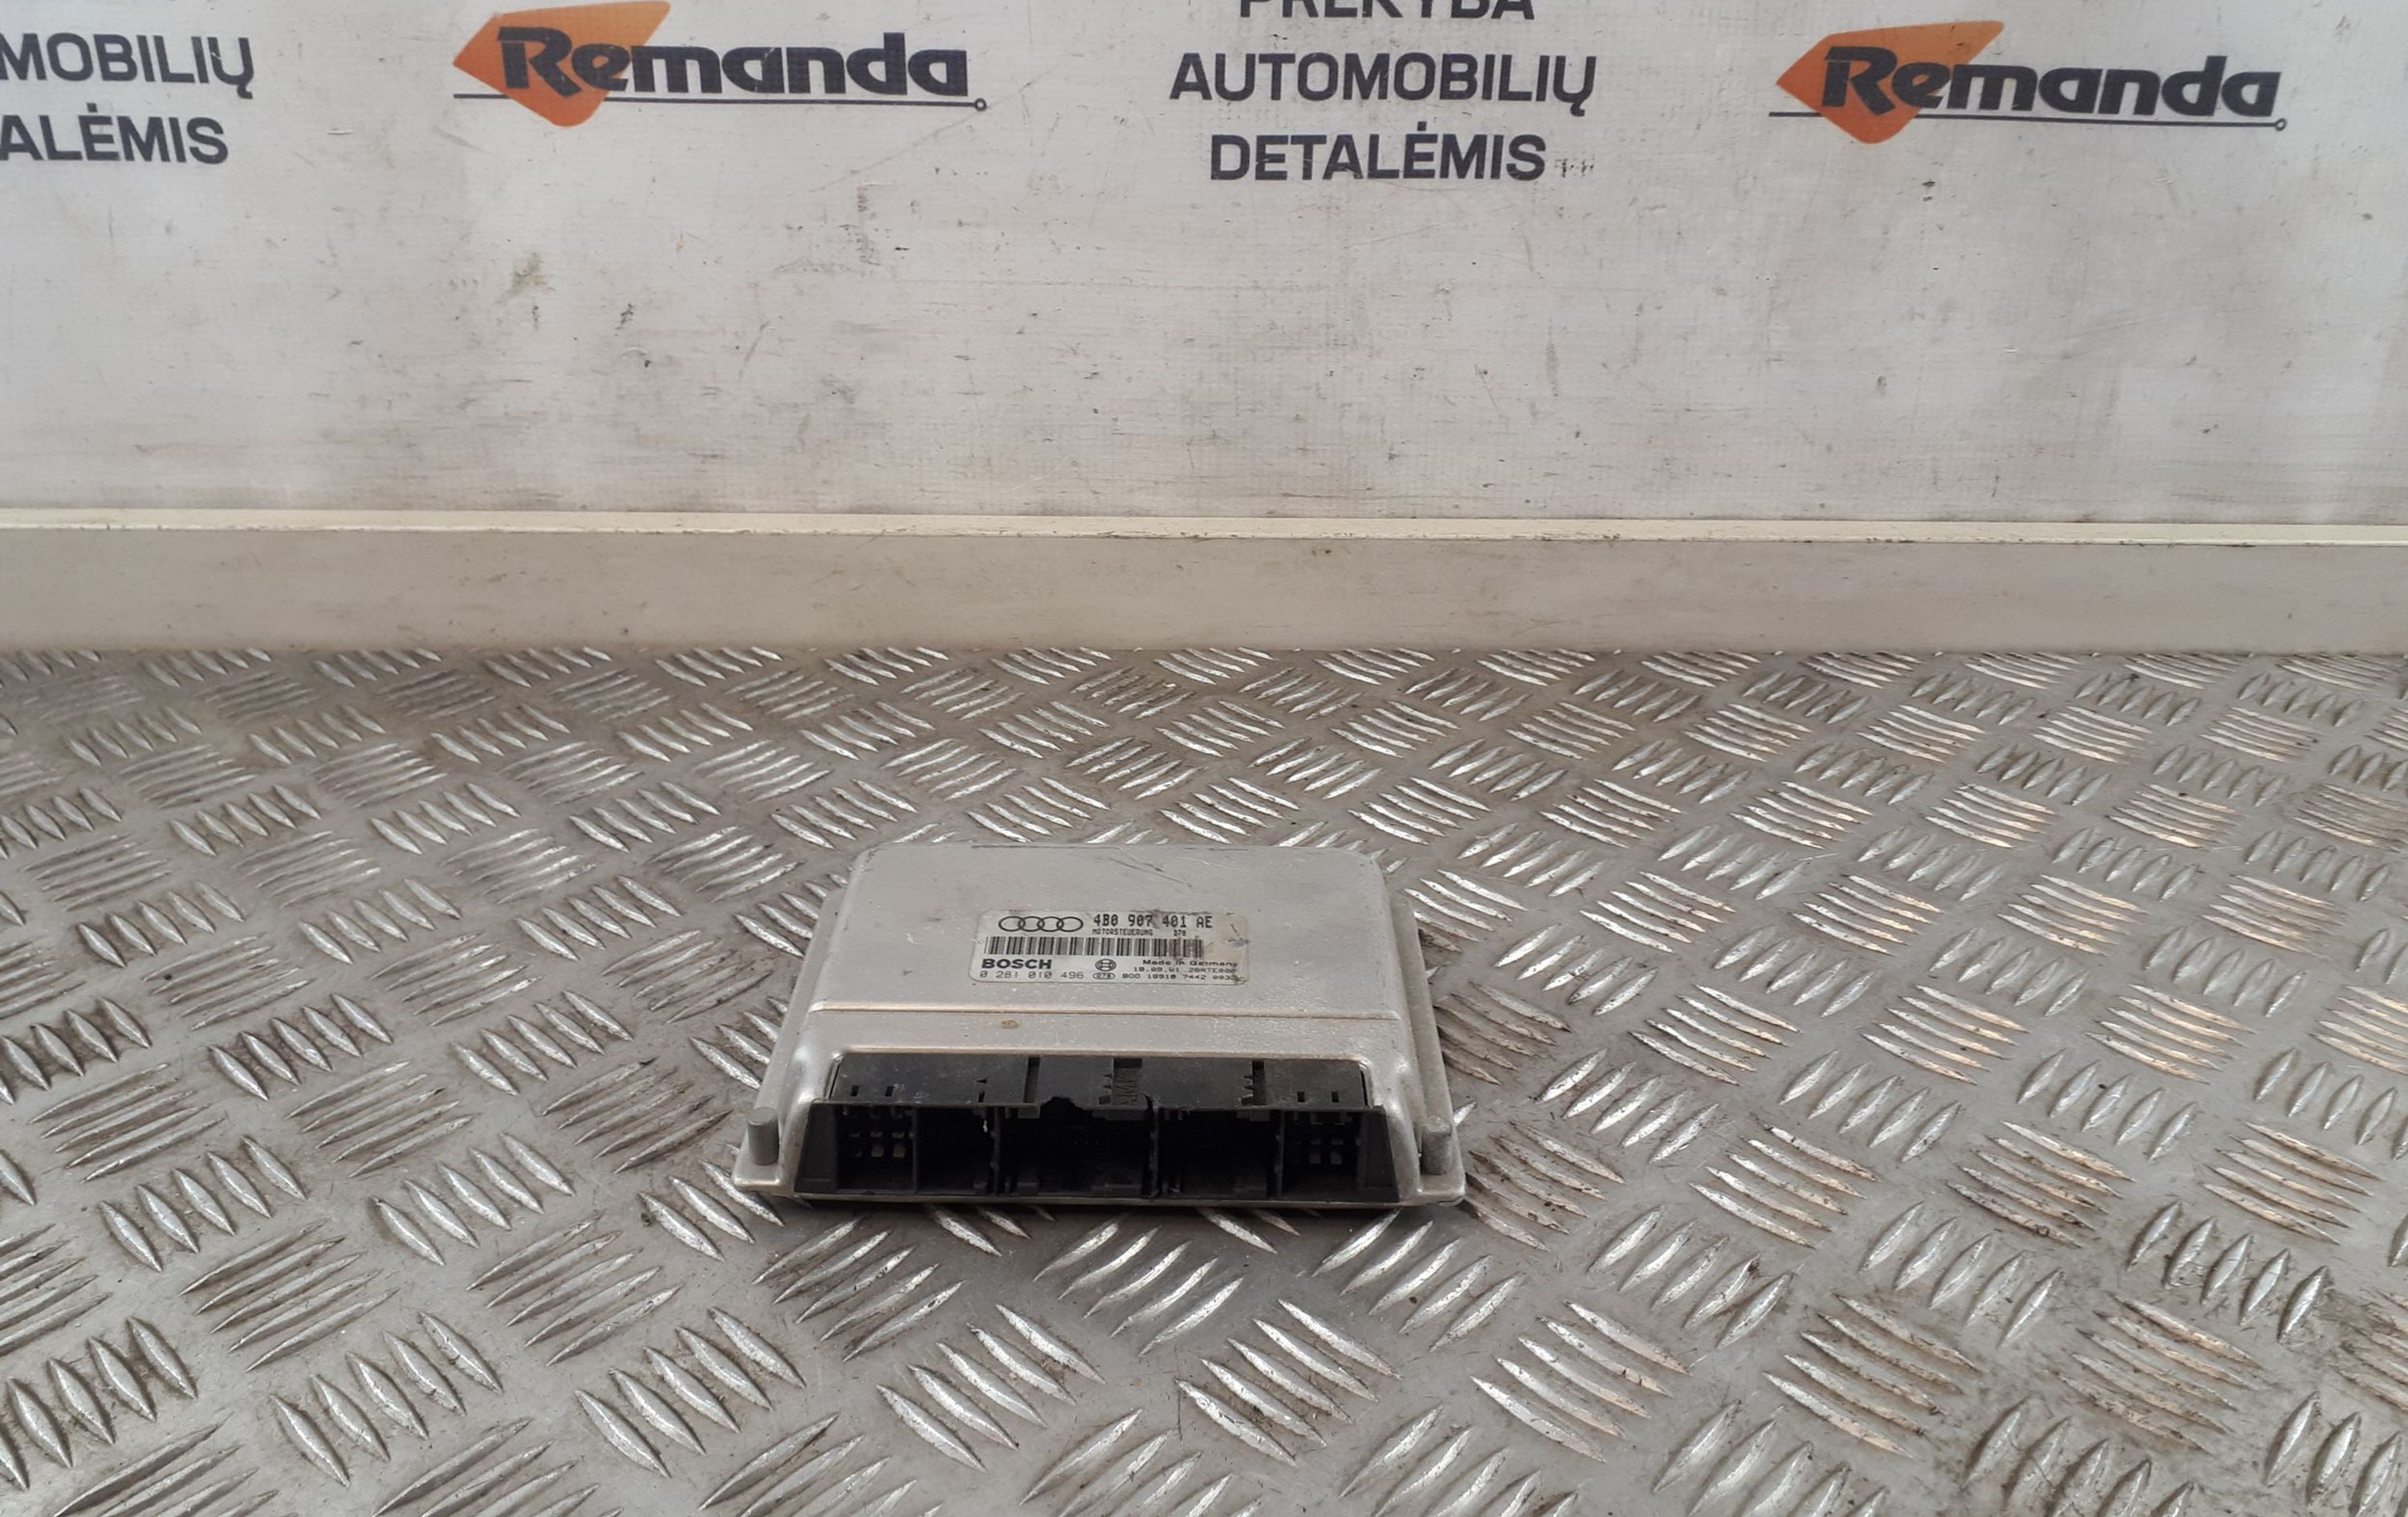 MOBILIŲ
ALĖMIS
Remanda
PREKYBA
AUTOMOBILIŲ
DETALĖMIS
Remanda
4B0 907 401 AE
MOTORSTEUERUNG
BOSCH
Made in Germany
0 281 010 496